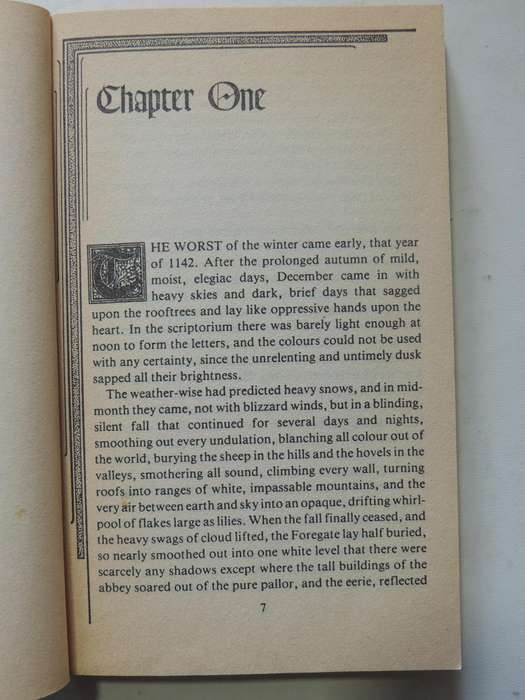 Chapter One
THE WORST of the winter came early, that year
of 1142. After the prolonged autumn of mild,
moist, elegiac days, December came in with
heavy skies and dark, brief days that sagged
upon the rooftrees and lay like oppressive hands upon the
heart. In the scriptorium there was barely light enough at
noon to form the letters, and the colours could not be used
with any certainty, since the unrelenting and untimely dusk
sapped all their brightness.
The weather-wise had predicted heavy snows, and in mid-
month they came, not with blizzard winds, but in a blinding,
silent fall that continued for several days and nights,
smoothing out every undulation, blanching all colour out of
the world, burying the sheep in the hills and the hovels in the
valleys, smothering all sound, climbing every wall, turning
roofs into ranges of white, impassable mountains, and the
very air between earth and sky into an opaque, drifting whirl-
pool of flakes large as lilies. When the fall finally ceased, and
the heavy swags of cloud lifted, the Foregate lay half buried,
so nearly smoothed out into one white level that there were
scarcely any shadows except where the tall buildings of the
abbey soared out of the pure pallor, and the eerie, reflected
7